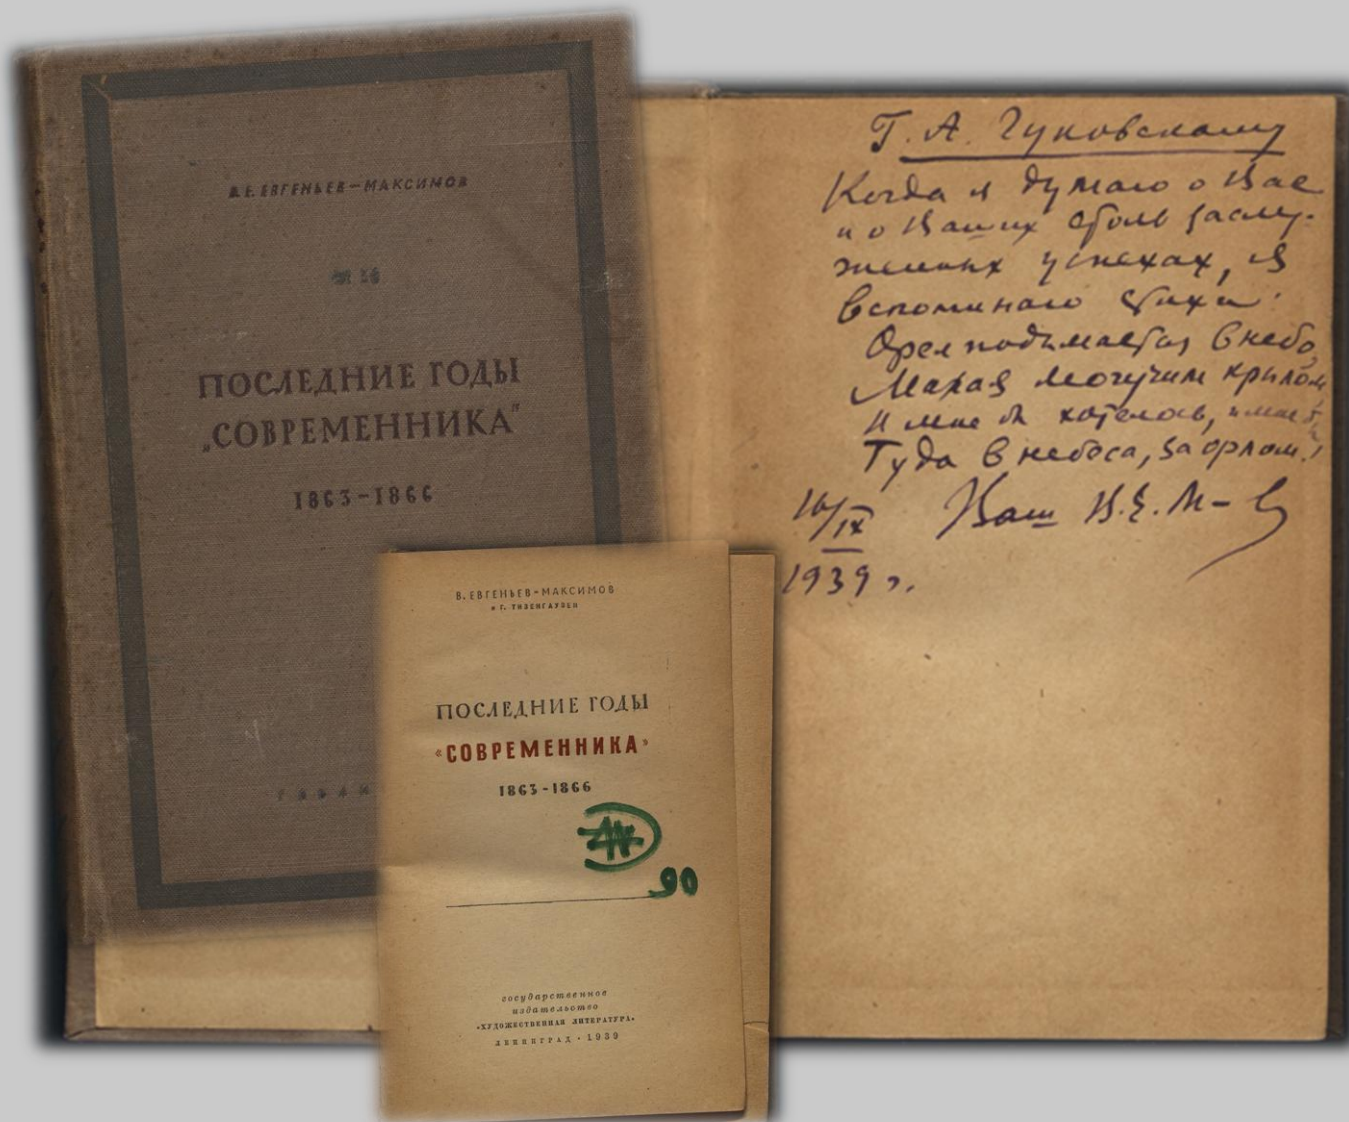 В. Е. ЕВГЕНЬЕВ-МАКСИМОВ
ПОСЛЕДНИЕ ГОДЫ
„СОВРЕМЕННИКА“
1863-1866
Г. А. Гуковскому
Когда я думаю о Вас
и о Ваших столь заслу-
женных успехах, я
вспоминаю стихи:
Орел подымается в небо,
Махая могучим крылом
И мне бы хотелось, и мне б
Туда в небеса, за орлом.
16/IX
1939 г.
Ваш В. Е. М-в
В. ЕВГЕНЬЕВ-МАКСИМОВ
и Г. ТИЗЕНГАУЗЕН
ПОСЛЕДНИЕ ГОДЫ
«СОВРЕМЕННИКА»
1863-1866
90
государственное
издательство
«ХУДОЖЕСТВЕННАЯ ЛИТЕРАТУРА»
ЛЕНИНГРАД · 1939